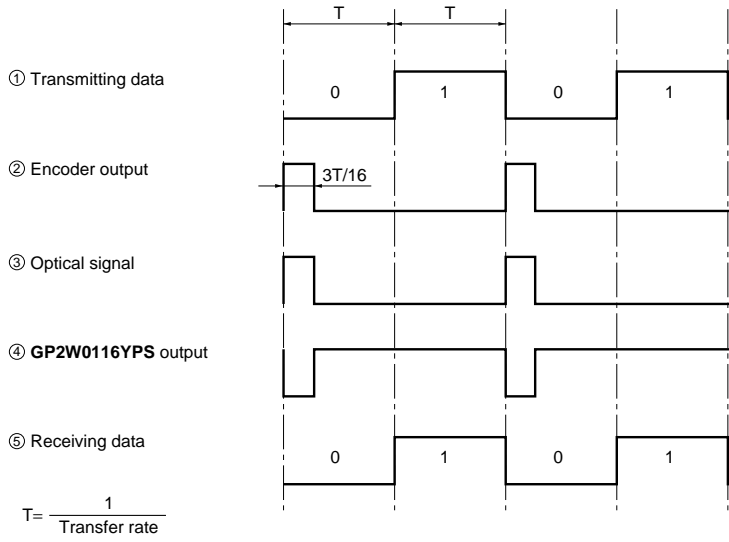 T T
① Transmitting data
0 1 0 1
② Encoder output
3T/16
③ Optical signal
④ GP2W0116YPS output
⑤ Receiving data
0 1 0 1
T= 1
Transfer rate